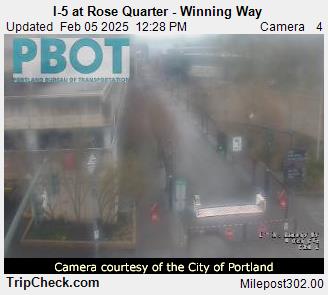 I-5 at Rose Quarter - Winning Way
Updated Feb 05 2025 12:28 PM Camera 4
PBOT
PORTLAND BUREAU OF TRANSPORTATION
Camera courtesy of the City of Portland
TripCheck.com Milepost302.00